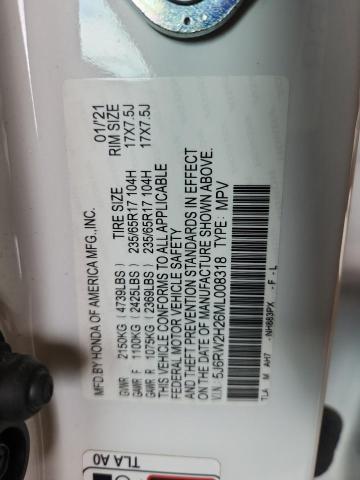 MFD.BY HONDA OF AMERICA MFG.,INC. 01/'21
TIRE SIZE RIM SIZE
GVWR 2150KG (4739LBS)
GAWR F 1100KG (2425LBS) 235/65R17 104H 17X7.5J
GAWR R 1075KG (2369LBS) 235/65R17 104H 17X7.5J
THIS VEHICLE CONFORMS TO ALL APPLICABLE
FEDERAL MOTOR VEHICLE SAFETY
AND THEFT PREVENTION STANDARDS IN EFFECT
ON THE DATE OF MANUFACTURE SHOWN ABOVE.
V.I.N.: 5J6RW2H26ML008318 TYPE: MPV
TLA M AH7 NH883PX - F - L
TLA A0